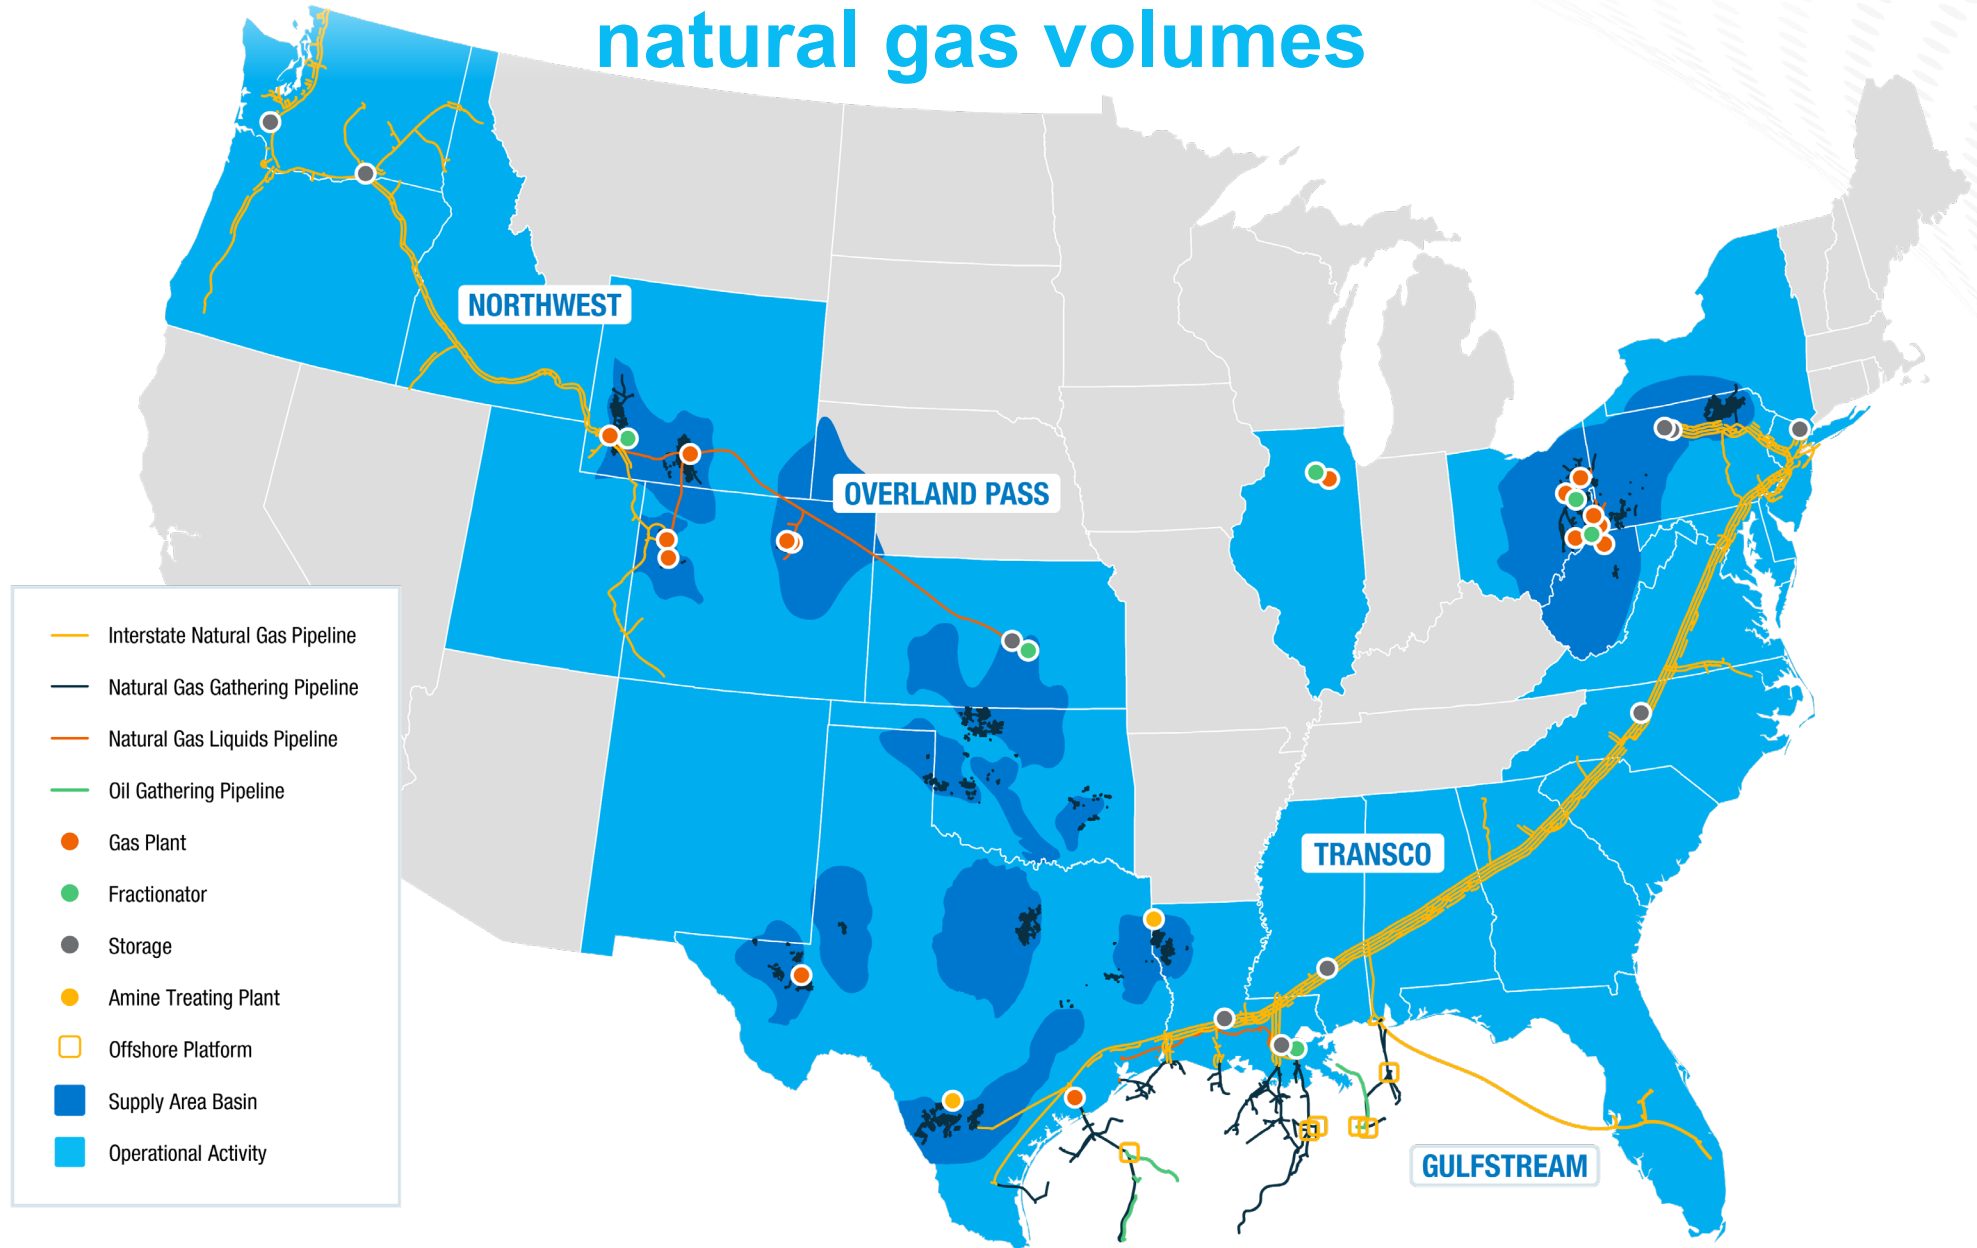 natural gas volumes
NORTHWEST
OVERLAND PASS
TRANSCO
GULFSTREAM
Interstate Natural Gas Pipeline
Natural Gas Gathering Pipeline
Natural Gas Liquids Pipeline
Oil Gathering Pipeline
Gas Plant
Fractionator
Storage
Amine Treating Plant
Offshore Platform
Supply Area Basin
Operational Activity